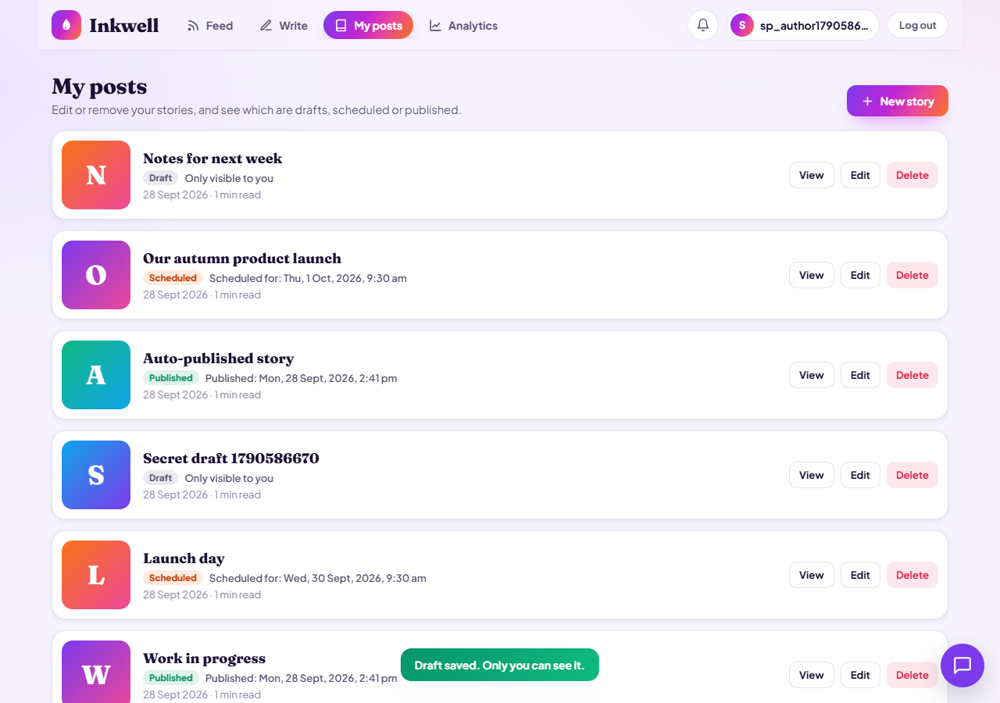 Inkwell
Feed
Write
My posts
Analytics
S
sp_author1790586…
Log out
My posts
Edit or remove your stories, and see which are drafts, scheduled or published.
New story
N
Notes for next week
Draft Only visible to you
28 Sept 2026 · 1 min read
View Edit Delete
O
Our autumn product launch
Scheduled Scheduled for: Thu, 1 Oct, 2026, 9:30 am
28 Sept 2026 · 1 min read
View Edit Delete
A
Auto-published story
Published Published: Mon, 28 Sept, 2026, 2:41 pm
28 Sept 2026 · 1 min read
View Edit Delete
S
Secret draft 1790586670
Draft Only visible to you
28 Sept 2026 · 1 min read
View Edit Delete
L
Launch day
Scheduled Scheduled for: Wed, 30 Sept, 2026, 9:30 am
28 Sept 2026 · 1 min read
View Edit Delete
W
Work in progress
Published Published: Mon, 28 Sept, 2026, 2:41 pm
28 Sept 2026 · 1 min read
View Edit Delete
Draft saved. Only you can see it.